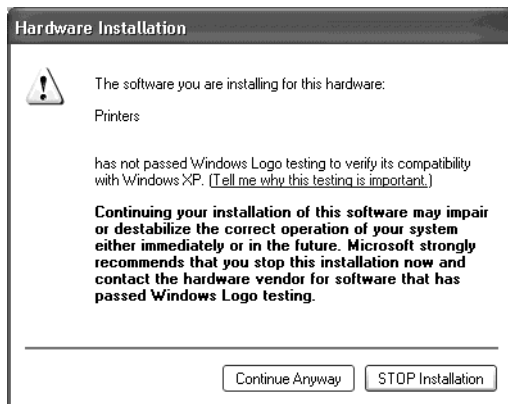 Hardware Installation
The software you are installing for this hardware:
Printers
has not passed Windows Logo testing to verify its compatibility
with Windows XP. (Tell me why this testing is important.)
Continuing your installation of this software may impair
or destabilize the correct operation of your system
either immediately or in the future. Microsoft strongly
recommends that you stop this installation now and
contact the hardware vendor for software that has
passed Windows Logo testing.
Continue Anyway
STOP Installation